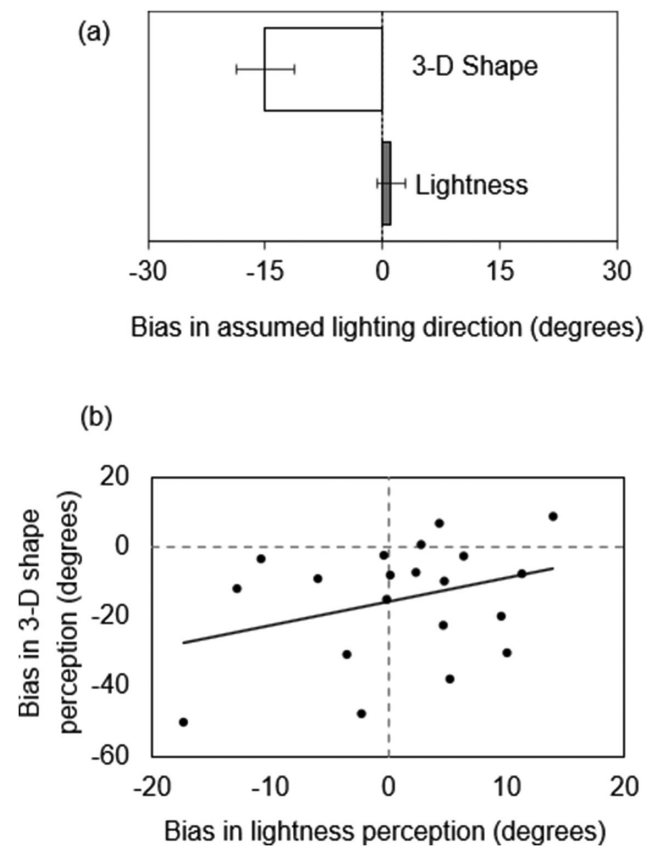 (a)
3-D Shape
Lightness
-30 -15 0 15 30
Bias in assumed lighting direction (degrees)
(b)
Bias in 3-D shape
perception (degrees)
20
0
-20
-40
-60
-20 -10 0 10 20
Bias in lightness perception (degrees)